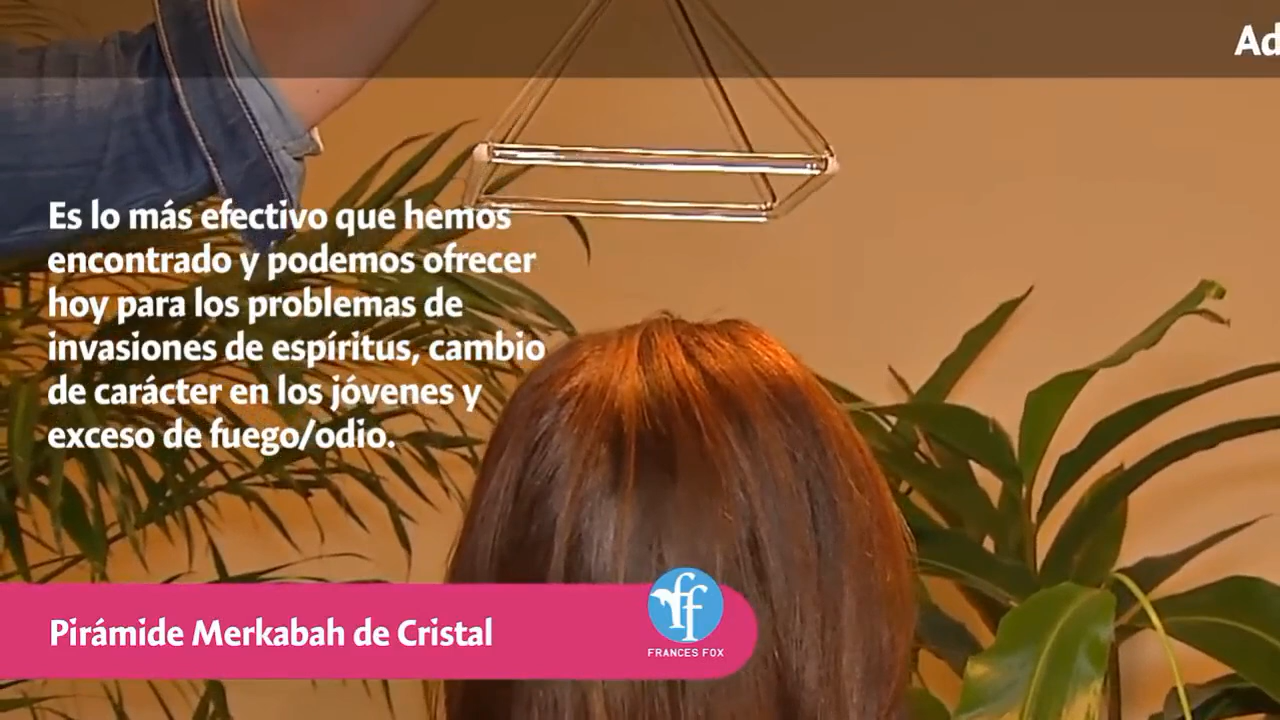 Ad
Es lo más efectivo que hemos
encontrado y podemos ofrecer
hoy para los problemas de
invasiones de espíritus, cambio
de carácter en los jóvenes y
exceso de fuego/odio.
Pirámide Merkabah de Cristal
ff
FRANCES FOX